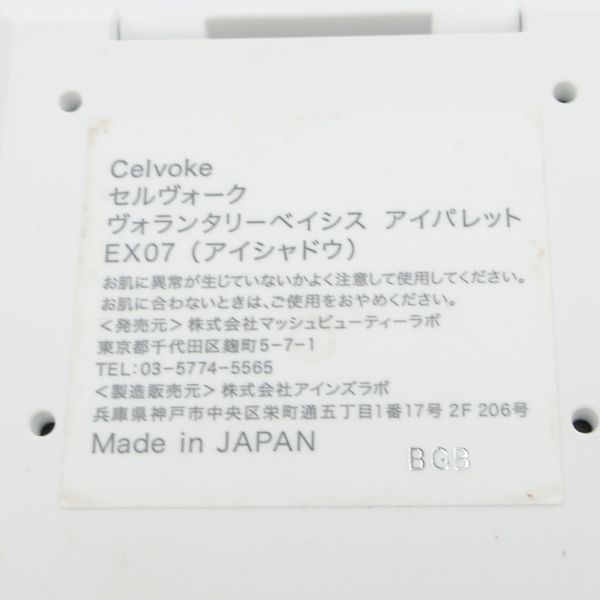 Celvoke
セルヴォーク
ヴォランタリーベイシス アイパレット
EX07（アイシャドウ）
お肌に異常が生じていないかよく注意して使用してください。
お肌に合わないときは、ご使用をおやめください。
＜発売元＞株式会社マッシュビューティーラボ
東京都千代田区麹町5-7-1
TEL:03-5774-5565
＜製造販売元＞株式会社アインズラボ
兵庫県神戸市中央区栄町通五丁目1番17号 2F 206号
Made in JAPAN
BGB